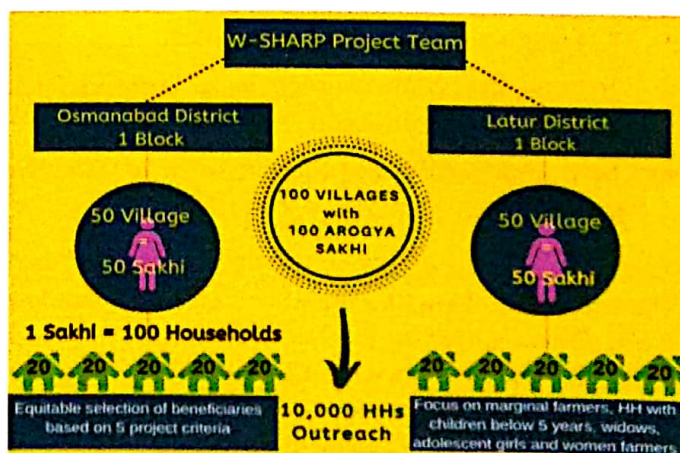 W-SHARP Project Team
Osmanabad District
1 Block
Latur District
1 Block
50 Village
50 Sakhi
100 VILLAGES
with
100 AROGYA
SAKHI
50 Village
50 Sakhi
1 Sakhi = 100 Households
20 20 20 20 20
20 20 20 20 20
Equitable selection of beneficiaries
based on 5 project criteria
10,000 HHs
Outreach
Focus on marginal farmers, HH with
children below 5 years, widows,
adolescent girls and women farmers